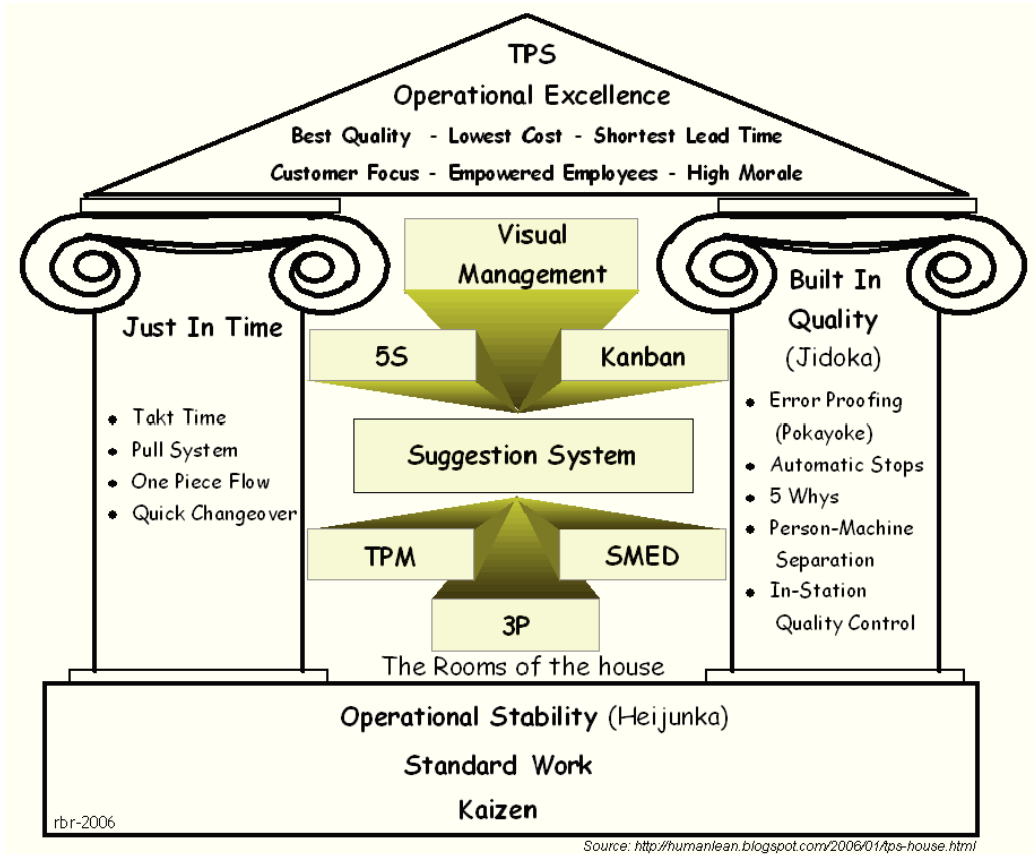 TPS
Operational Excellence
Best Quality - Lowest Cost - Shortest Lead Time
Customer Focus - Empowered Employees - High Morale
Just In Time
• Takt Time
• Pull System
• One Piece Flow
• Quick Changeover
Visual
Management
5S
Kanban
Suggestion System
TPM
SMED
3P
The Rooms of the house
Built In
Quality
(Jidoka)
• Error Proofing
(Pokayoke)
• Automatic Stops
• 5 Whys
• Person-Machine
Separation
• In-Station
Quality Control
Operational Stability (Heijunka)
Standard Work
Kaizen
rbr-2006
Source: http://humanlean.blogspot.com/2006/01/tps-house.html